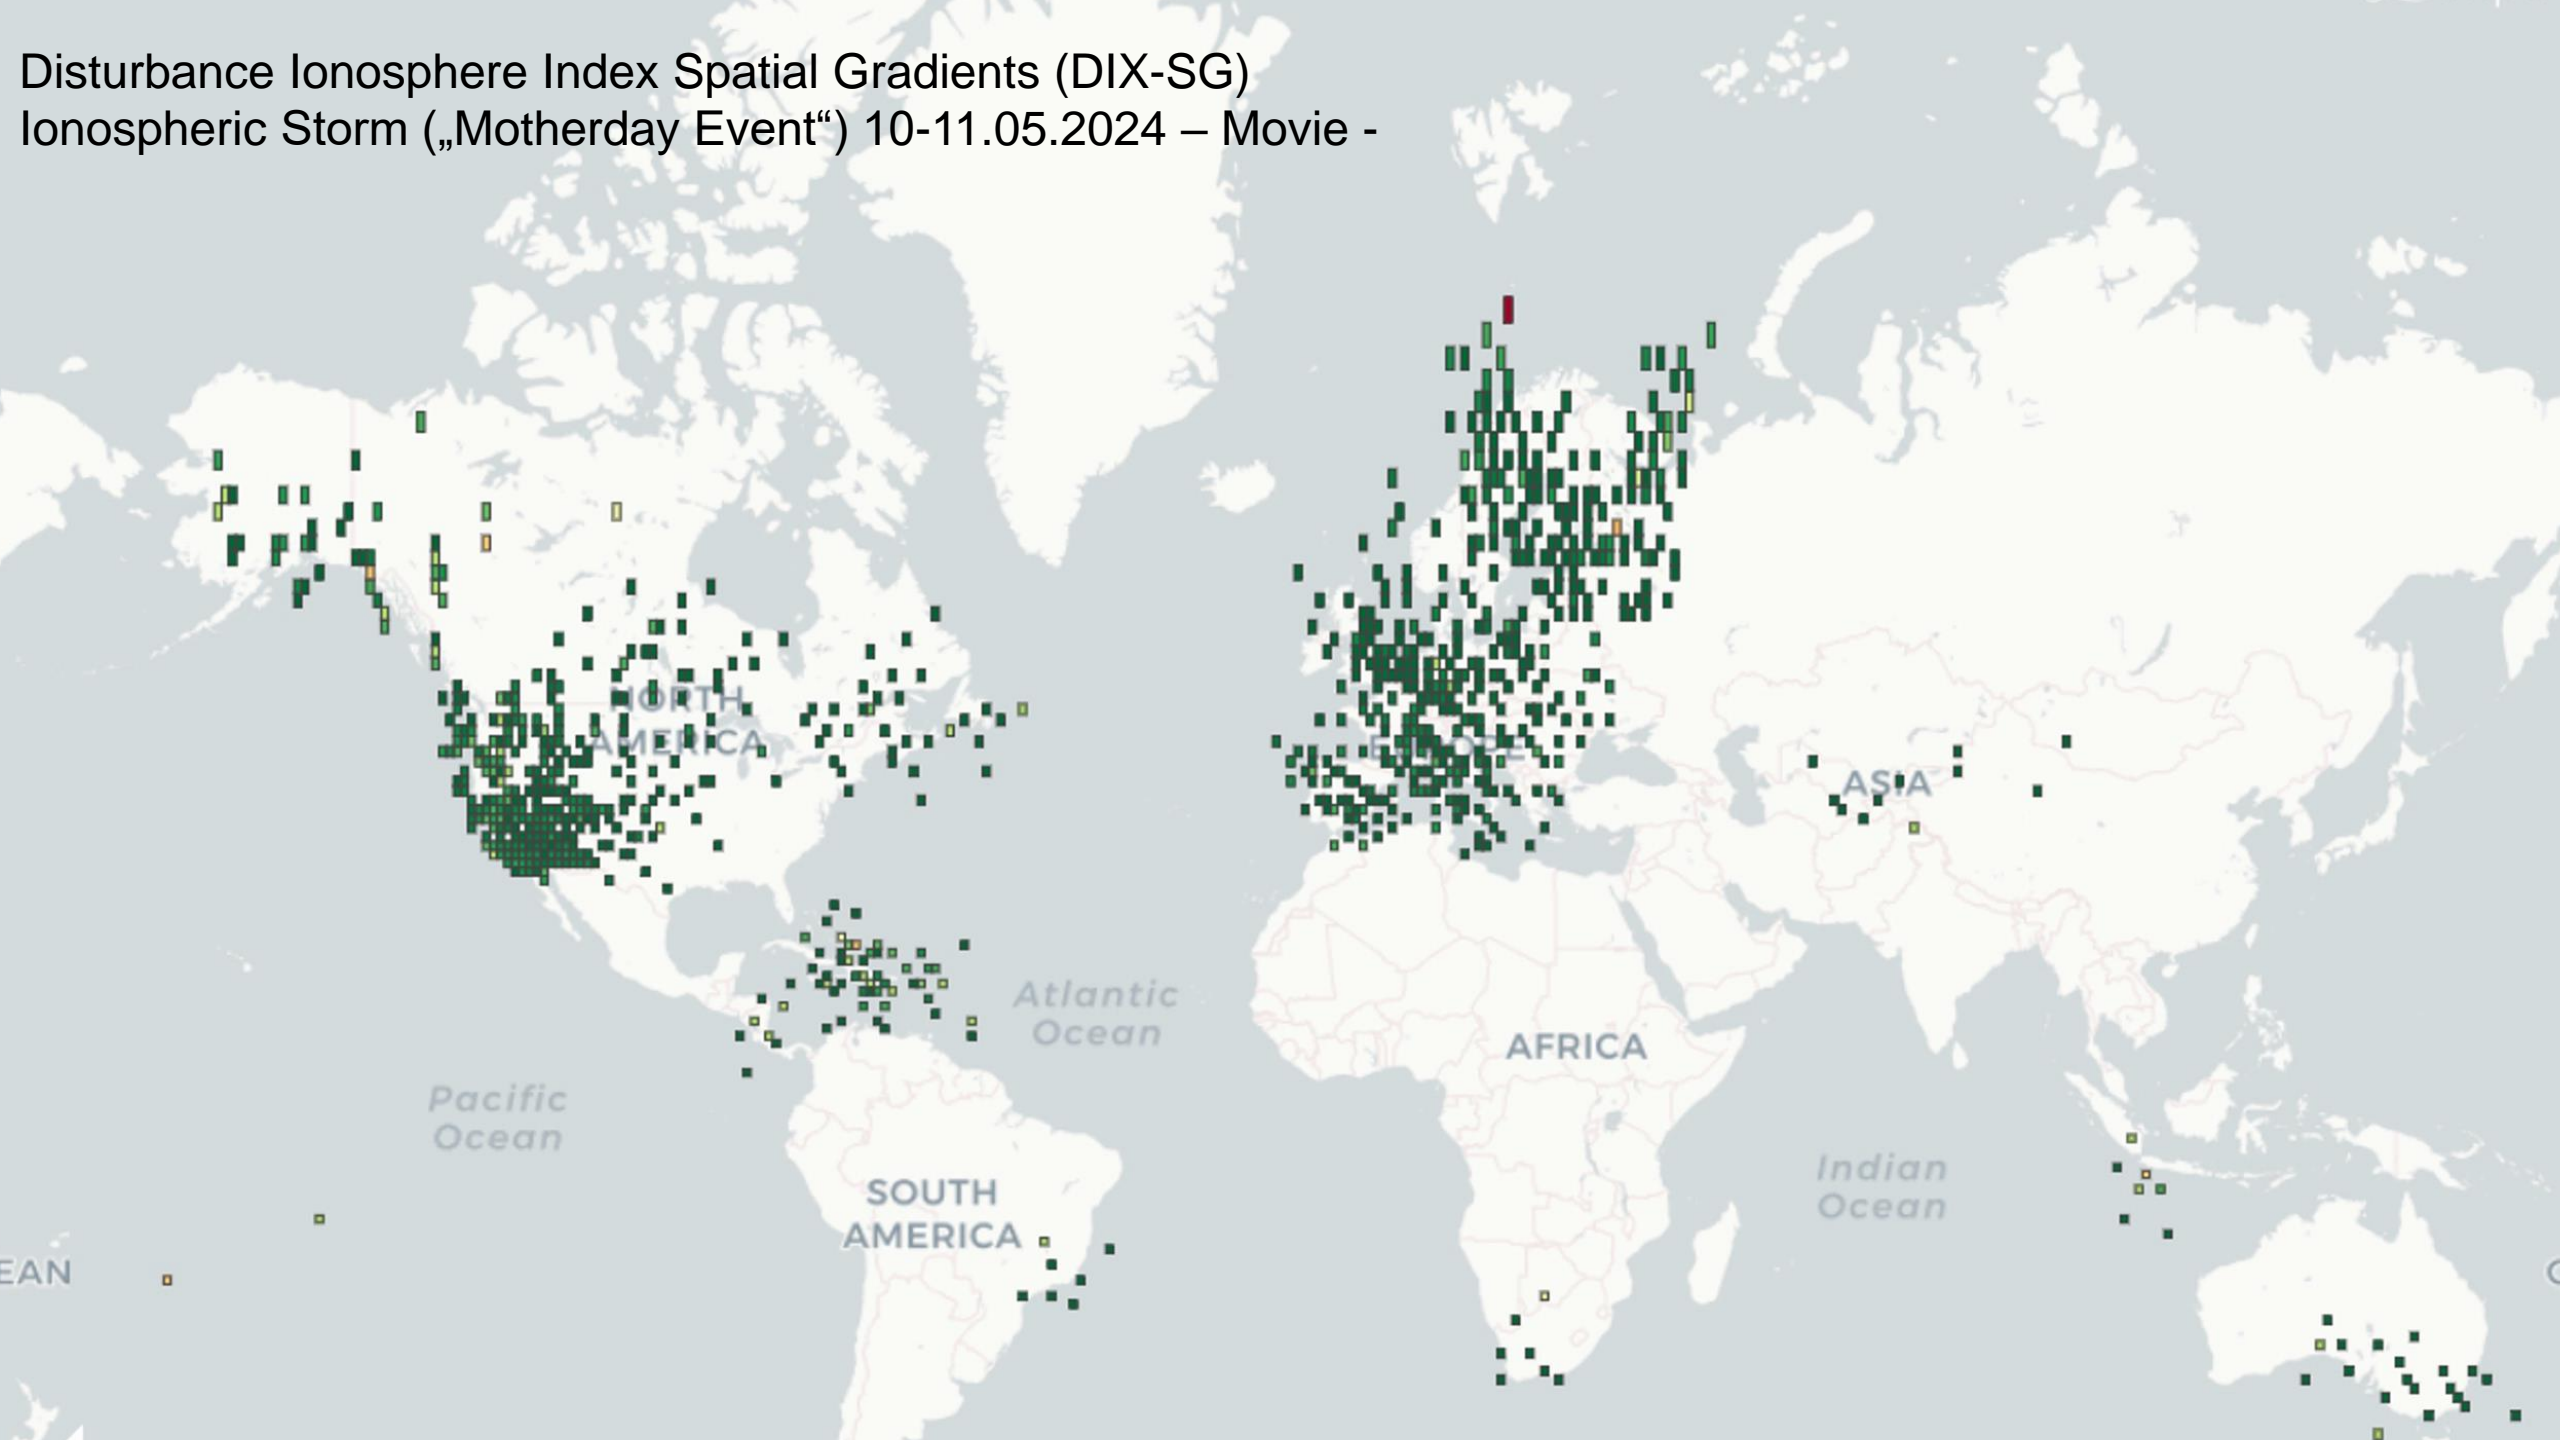 Disturbance Ionosphere Index Spatial Gradients (DIX-SG)
Ionospheric Storm („Motherday Event“) 10-11.05.2024 – Movie -
NORTH
AMERICA
EUROPE
ASIA
Atlantic
Ocean
AFRICA
Pacific
Ocean
Indian
Ocean
SOUTH
AMERICA
EAN